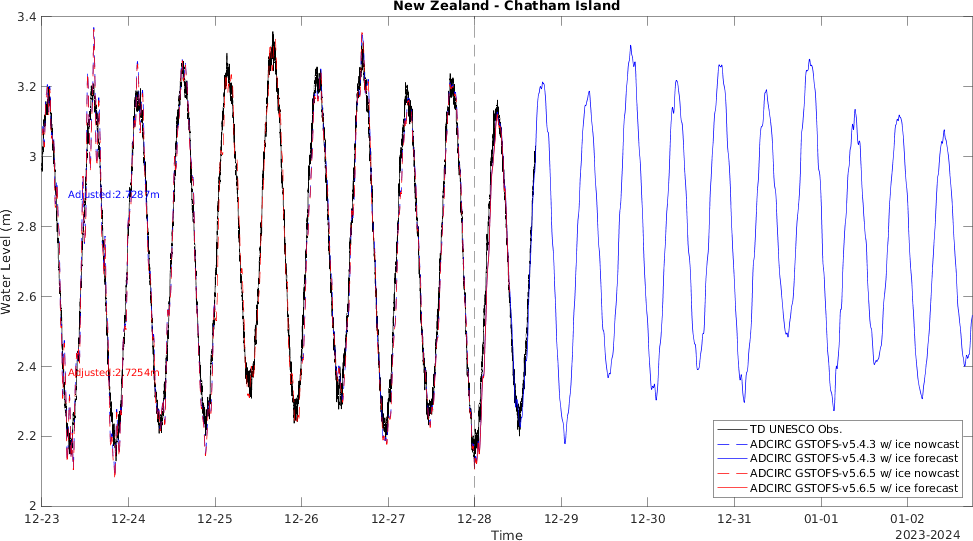 New Zealand - Chatham Island
3.4
3.2
3
2.8
2.6
2.4
2.2
2
Water Level (m)
Adjusted:2.7287m
Adjusted:2.7254m
TD UNESCO Obs.
ADCIRC GSTOFS-v5.4.3 w/ ice nowcast
ADCIRC GSTOFS-v5.4.3 w/ ice forecast
ADCIRC GSTOFS-v5.6.5 w/ ice nowcast
ADCIRC GSTOFS-v5.6.5 w/ ice forecast
12-23 12-24 12-25 12-26 12-27 12-28 12-29 12-30 12-31 01-01 01-02
Time
2023-2024